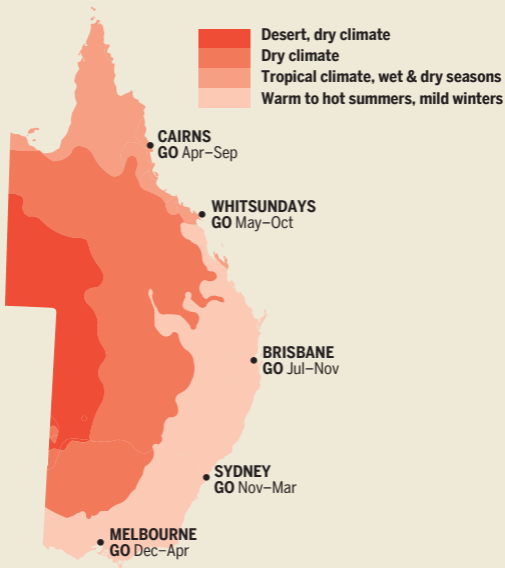 Desert, dry climate
Dry climate
Tropical climate, wet & dry seasons
Warm to hot summers, mild winters
CAIRNS
GO Apr–Sep
WHITSUNDAYS
GO May–Oct
BRISBANE
GO Jul–Nov
SYDNEY
GO Nov–Mar
MELBOURNE
GO Dec–Apr